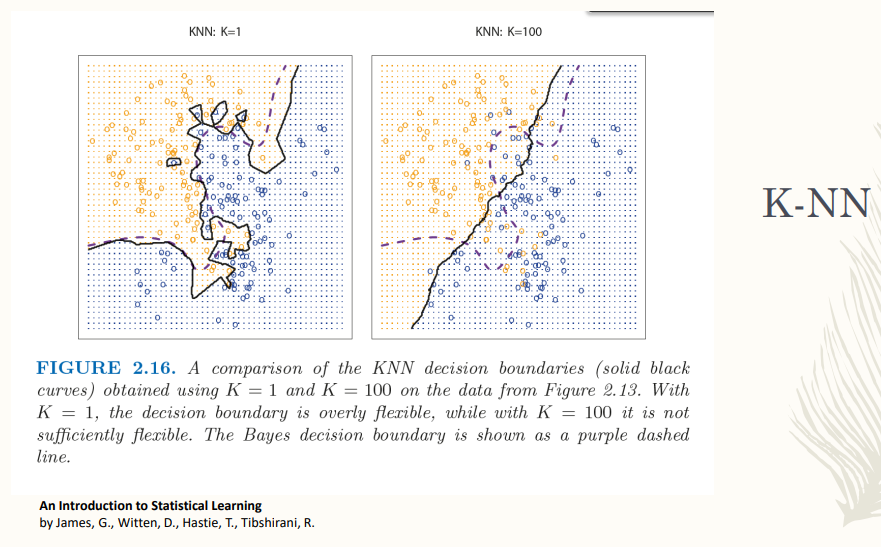 KNN: K=1
KNN: K=100
K-NN
FIGURE 2.16. A comparison of the KNN decision boundaries (solid black
curves) obtained using K = 1 and K = 100 on the data from Figure 2.13. With
K = 1, the decision boundary is overly flexible, while with K = 100 it is not
sufficiently flexible. The Bayes decision boundary is shown as a purple dashed
line.
An Introduction to Statistical Learning
by James, G., Witten, D., Hastie, T., Tibshirani, R.